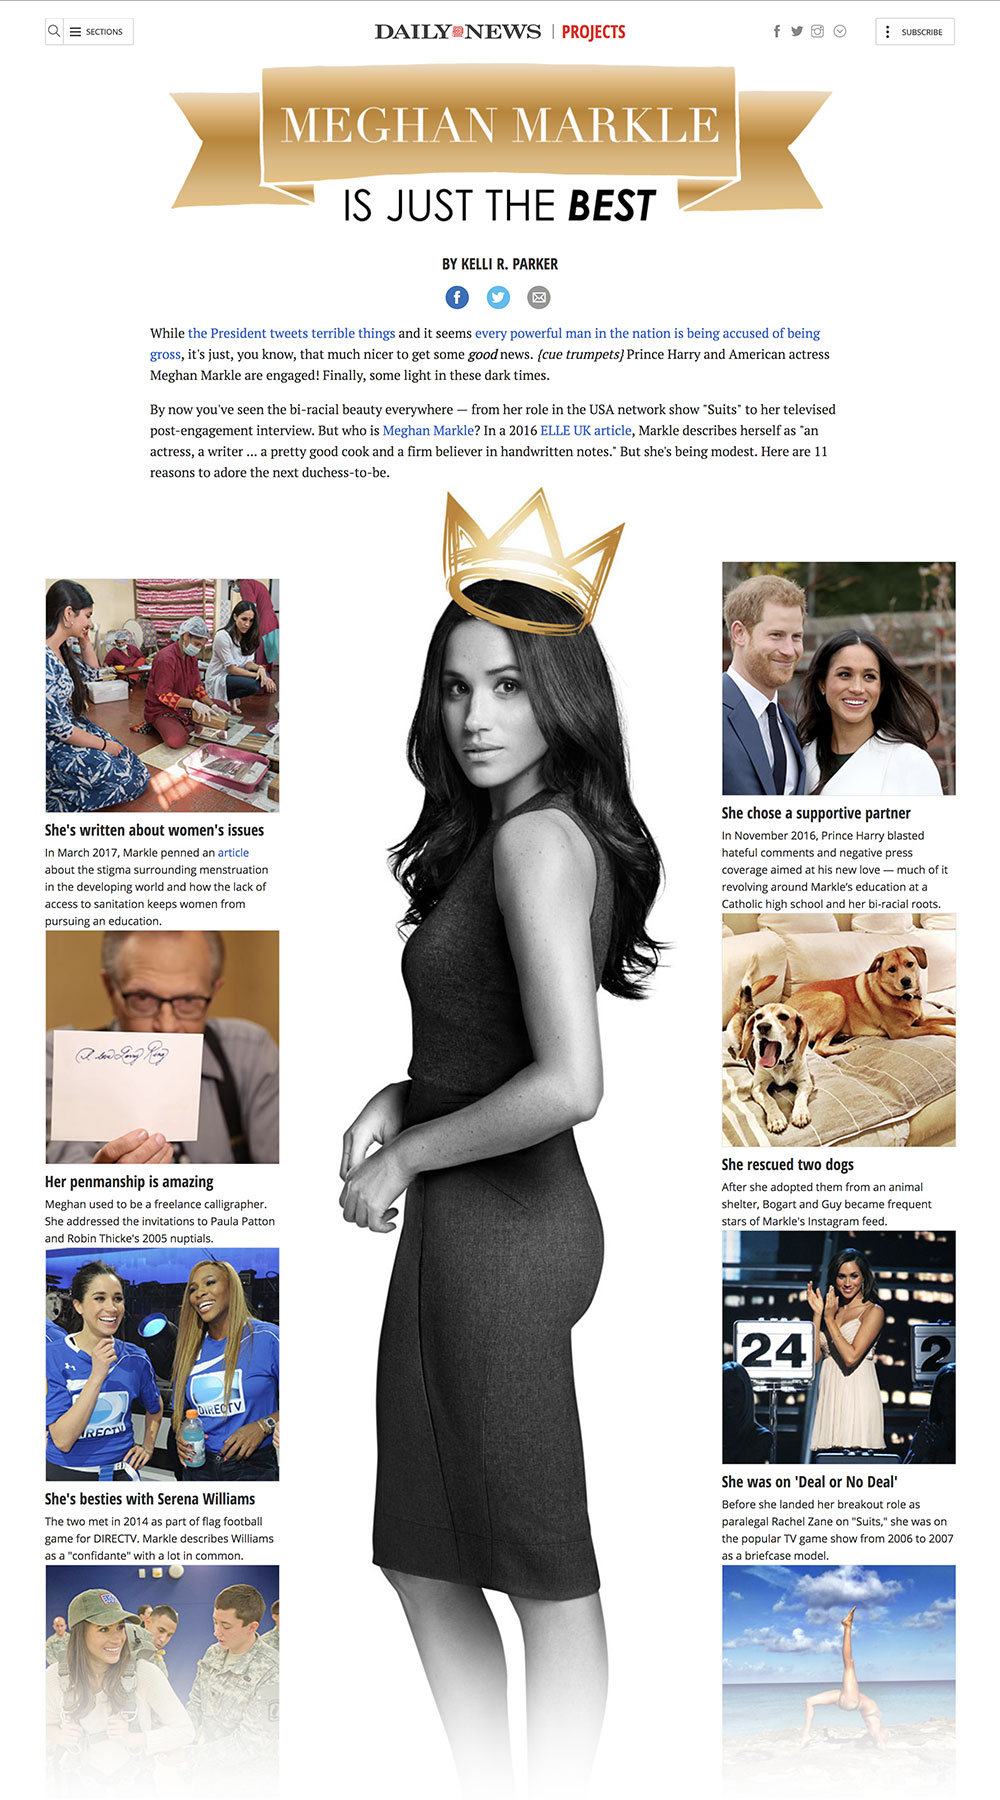 SECTIONS
DAILY NEWS | PROJECTS
SUBSCRIBE
MEGHAN MARKLE
IS JUST THE BEST
BY KELLI R. PARKER
While the President tweets terrible things and it seems every powerful man in the nation is being accused of being
gross, it's just, you know, that much nicer to get some good news. {cue trumpets} Prince Harry and American actress
Meghan Markle are engaged! Finally, some light in these dark times.
By now you've seen the bi-racial beauty everywhere — from her role in the USA network show "Suits" to her televised
post-engagement interview. But who is Meghan Markle? In a 2016 ELLE UK article, Markle describes herself as "an
actress, a writer ... a pretty good cook and a firm believer in handwritten notes." But she's being modest. Here are 11
reasons to adore the next duchess-to-be.
She's written about women's issues
In March 2017, Markle penned an article
about the stigma surrounding menstruation
in the developing world and how the lack of
access to sanitation keeps women from
pursuing an education.
Larry King
Her penmanship is amazing
Meghan used to be a freelance calligrapher.
She addressed the invitations to Paula Patton
and Robin Thicke's 2005 nuptials.
DIRECTV
DIRECTV
She's besties with Serena Williams
The two met in 2014 as part of flag football
game for DIRECTV. Markle describes Williams
as a "confidante" with a lot in common.
She chose a supportive partner
In November 2016, Prince Harry blasted
hateful comments and negative press
coverage aimed at his new love — much of it
revolving around Markle's education at a
Catholic high school and her bi-racial roots.
She rescued two dogs
After she adopted them from an animal
shelter, Bogart and Guy became frequent
stars of Markle's Instagram feed.
24
2
She was on 'Deal or No Deal'
Before she landed her breakout role as
paralegal Rachel Zane on "Suits," she was on
the popular TV game show from 2006 to 2007
as a briefcase model.